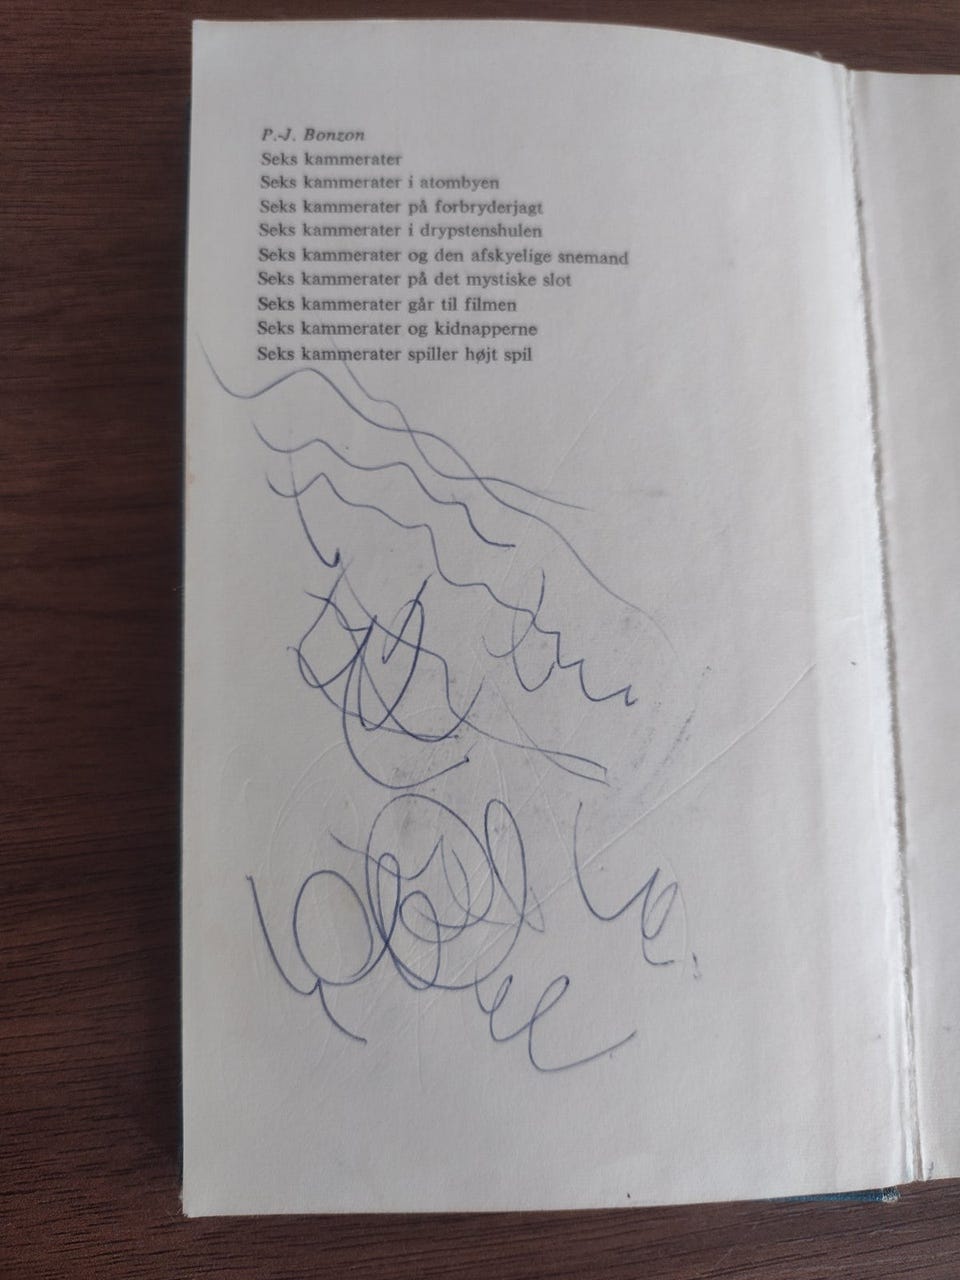 P.-J. Bonzon
Seks kammerater
Seks kammerater i atombyen
Seks kammerater på forbryderjagt
Seks kammerater i drypstenshulen
Seks kammerater og den afskyelige snemand
Seks kammerater på det mystiske slot
Seks kammerater går til filmen
Seks kammerater og kidnapperne
Seks kammerater spiller højt spil